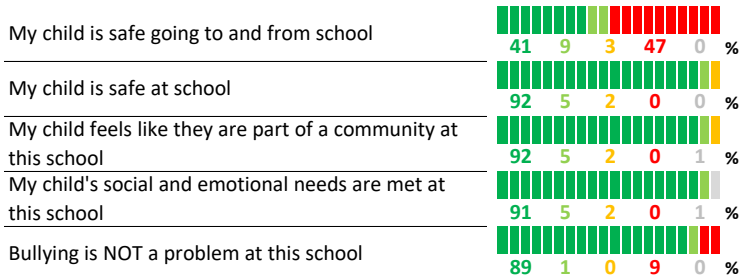 My child is safe going to and from school
41 9 3 47 0 %
My child is safe at school
92 5 2 0 0 %
My child feels like they are part of a community at
this school
92 5 2 0 1 %
My child's social and emotional needs are met at
this school
91 5 2 0 1 %
Bullying is NOT a problem at this school
89 1 0 9 0 %